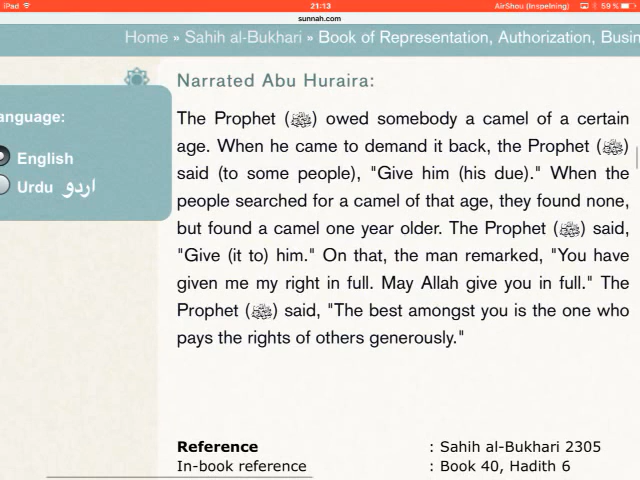 iPad 21:13 AirShou (Inspelning) 59 %
sunnah.com
Home » Sahih al-Bukhari » Book of Representation, Authorization, Busin
Narrated Abu Huraira:
anguage:
English
Urdu اردو
The Prophet (ﷺ) owed somebody a camel of a certain
age. When he came to demand it back, the Prophet (ﷺ)
said (to some people), "Give him (his due)." When the
people searched for a camel of that age, they found none,
but found a camel one year older. The Prophet (ﷺ) said,
"Give (it to) him." On that, the man remarked, "You have
given me my right in full. May Allah give you in full." The
Prophet (ﷺ) said, "The best amongst you is the one who
pays the rights of others generously."
Reference : Sahih al-Bukhari 2305
In-book reference : Book 40, Hadith 6